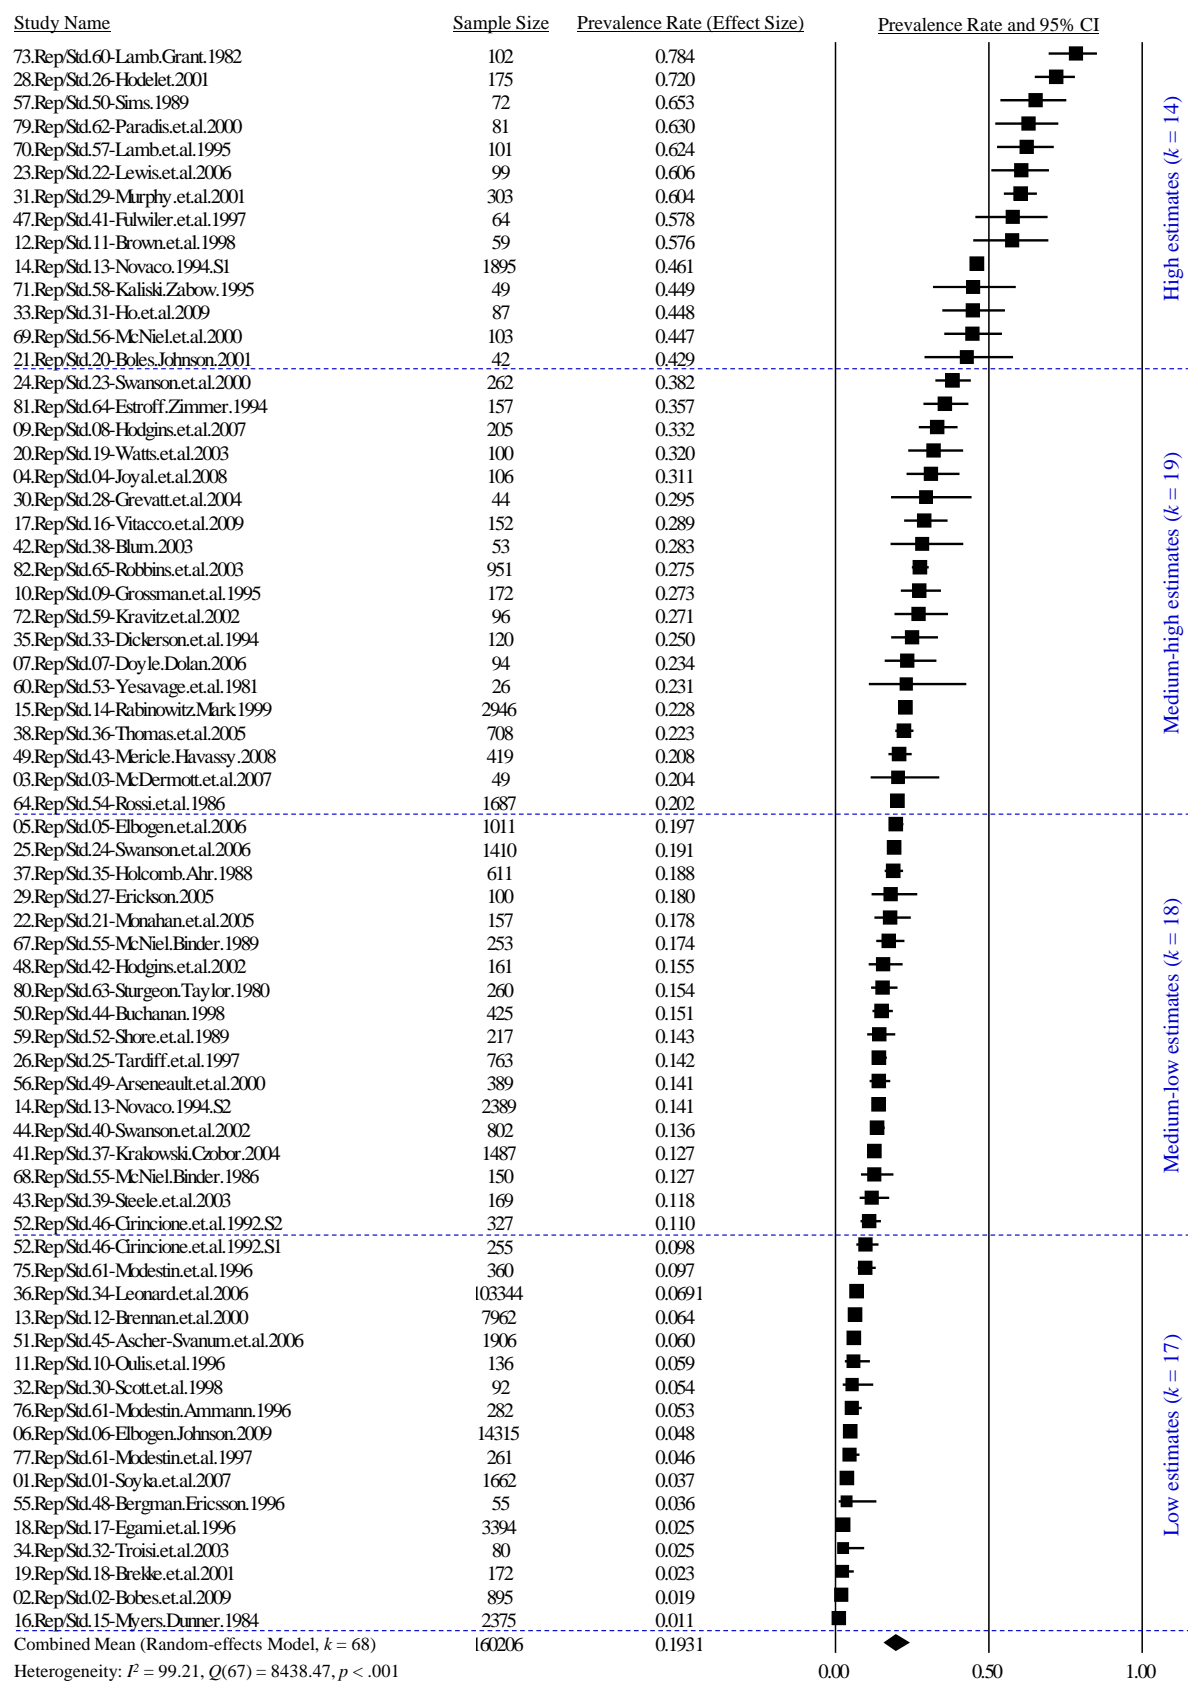 Study Name Sample Size Prevalence Rate (Effect Size) Prevalence Rate and 95% CI
73.Rep/Std.60-Lamb.Grant.1982 102 0.784
28.Rep/Std.26-Hodelet.2001 175 0.720
57.Rep/Std.50-Sims.1989 72 0.653
79.Rep/Std.62-Paradis.et.al.2000 81 0.630
70.Rep/Std.57-Lamb.et.al.1995 101 0.624
23.Rep/Std.22-Lewis.et.al.2006 99 0.606
31.Rep/Std.29-Murphy.et.al.2001 303 0.604
47.Rep/Std.41-Fulwiler.et.al.1997 64 0.578
12.Rep/Std.11-Brown.et.al.1998 59 0.576
14.Rep/Std.13-Novaco.1994.S1 1895 0.461
71.Rep/Std.58-Kaliski.Zabow.1995 49 0.449
33.Rep/Std.31-Ho.et.al.2009 87 0.448
69.Rep/Std.56-McNiel.et.al.2000 103 0.447
21.Rep/Std.20-Boles.Johnson.2001 42 0.429
High estimates (k = 14)
24.Rep/Std.23-Swanson.et.al.2000 262 0.382
81.Rep/Std.64-Estroff.Zimmer.1994 157 0.357
09.Rep/Std.08-Hodgins.et.al.2007 205 0.332
20.Rep/Std.19-Watts.et.al.2003 100 0.320
04.Rep/Std.04-Joyal.et.al.2008 106 0.311
30.Rep/Std.28-Grevatt.et.al.2004 44 0.295
17.Rep/Std.16-Vitacco.et.al.2009 152 0.289
42.Rep/Std.38-Blum.2003 53 0.283
82.Rep/Std.65-Robbins.et.al.2003 951 0.275
10.Rep/Std.09-Grossman.et.al.1995 172 0.273
72.Rep/Std.59-Kravitz.et.al.2002 96 0.271
35.Rep/Std.33-Dickerson.et.al.1994 120 0.250
07.Rep/Std.07-Doyle.Dolan.2006 94 0.234
60.Rep/Std.53-Yesavage.et.al.1981 26 0.231
15.Rep/Std.14-Rabinowitz.Mark.1999 2946 0.228
38.Rep/Std.36-Thomas.et.al.2005 708 0.223
49.Rep/Std.43-Mericle.Havassy.2008 419 0.208
03.Rep/Std.03-McDermott.et.al.2007 49 0.204
64.Rep/Std.54-Rossi.et.al.1986 1687 0.202
Medium-high estimates (k = 19)
05.Rep/Std.05-Elbogen.et.al.2006 1011 0.197
25.Rep/Std.24-Swanson.et.al.2006 1410 0.191
37.Rep/Std.35-Holcomb.Ahr.1988 611 0.188
29.Rep/Std.27-Erickson.2005 100 0.180
22.Rep/Std.21-Monahan.et.al.2005 157 0.178
67.Rep/Std.55-McNiel.Binder.1989 253 0.174
48.Rep/Std.42-Hodgins.et.al.2002 161 0.155
80.Rep/Std.63-Sturgeon.Taylor.1980 260 0.154
50.Rep/Std.44-Buchanan.1998 425 0.151
59.Rep/Std.52-Shore.et.al.1989 217 0.143
26.Rep/Std.25-Tardiff.et.al.1997 763 0.142
56.Rep/Std.49-Arseneault.et.al.2000 389 0.141
14.Rep/Std.13-Novaco.1994.S2 2389 0.141
44.Rep/Std.40-Swanson.et.al.2002 802 0.136
41.Rep/Std.37-Krakowski.Czobor.2004 1487 0.127
68.Rep/Std.55-McNiel.Binder.1986 150 0.127
43.Rep/Std.39-Steele.et.al.2003 169 0.118
52.Rep/Std.46-Cirincione.et.al.1992.S2 327 0.110
Medium-low estimates (k = 18)
52.Rep/Std.46-Cirincione.et.al.1992.S1 255 0.098
75.Rep/Std.61-Modestin.et.al.1996 360 0.097
36.Rep/Std.34-Leonard.et.al.2006 103344 0.0691
13.Rep/Std.12-Brennan.et.al.2000 7962 0.064
51.Rep/Std.45-Ascher-Svanum.et.al.2006 1906 0.060
11.Rep/Std.10-Oulis.et.al.1996 136 0.059
32.Rep/Std.30-Scott.et.al.1998 92 0.054
76.Rep/Std.61-Modestin.Ammann.1996 282 0.053
06.Rep/Std.06-Elbogen.Johnson.2009 14315 0.048
77.Rep/Std.61-Modestin.et.al.1997 261 0.046
01.Rep/Std.01-Soyka.et.al.2007 1662 0.037
55.Rep/Std.48-Bergman.Ericsson.1996 55 0.036
18.Rep/Std.17-Egami.et.al.1996 3394 0.025
34.Rep/Std.32-Troisi.et.al.2003 80 0.025
19.Rep/Std.18-Brekke.et.al.2001 172 0.023
02.Rep/Std.02-Bobes.et.al.2009 895 0.019
16.Rep/Std.15-Myers.Dunner.1984 2375 0.011
Low estimates (k = 17)
Combined Mean (Random-effects Model, k = 68) 160206 0.1931
Heterogeneity: I² = 99.21, Q(67) = 8438.47, p < .001 0.00 0.50 1.00